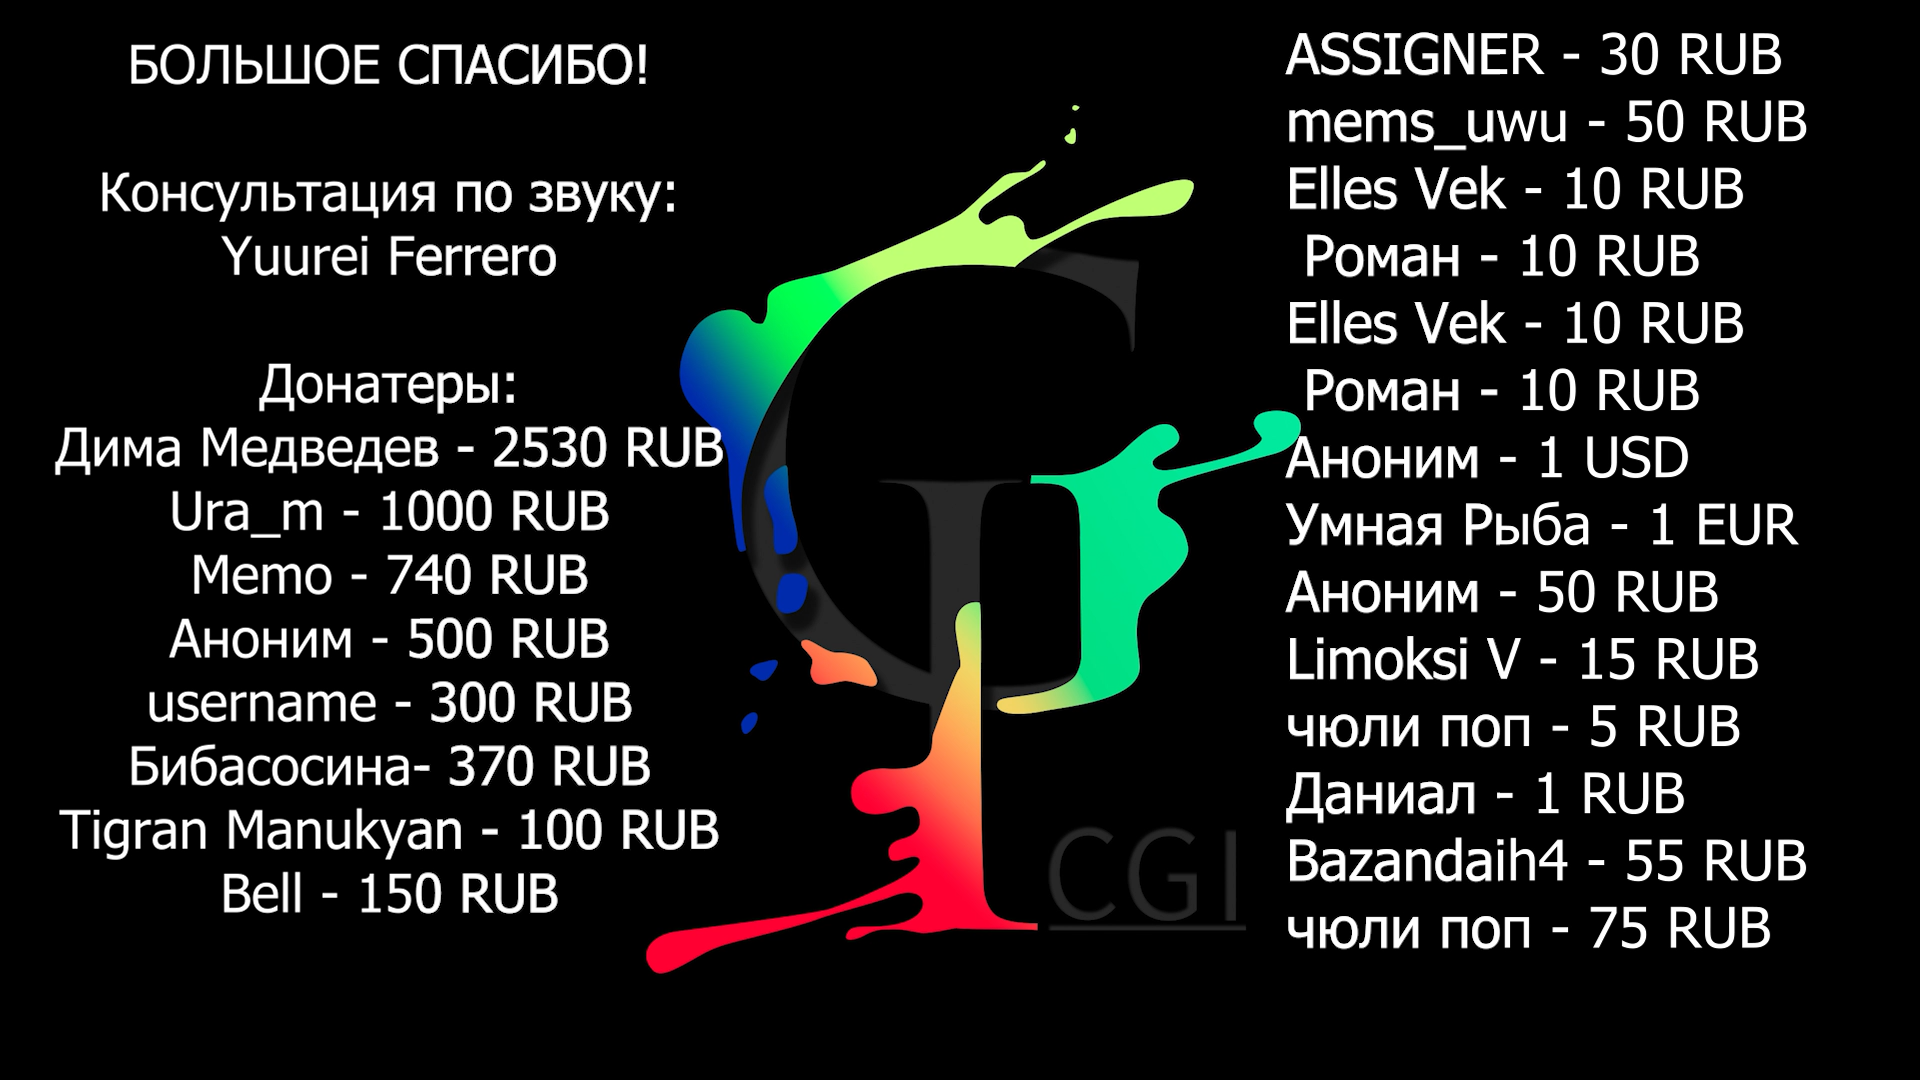 БОЛЬШОЕ СПАСИБО!
Консультация по звуку:
Yuurei Ferrero
Донатеры:
Дима Медведев - 2530 RUB
Ura_m - 1000 RUB
Memo - 740 RUB
Аноним - 500 RUB
username - 300 RUB
Бибасосина- 370 RUB
Tigran Manukyan - 100 RUB
Bell - 150 RUB
CGI
ASSIGNER - 30 RUB
mems_uwu - 50 RUB
Elles Vek - 10 RUB
Роман - 10 RUB
Elles Vek - 10 RUB
Роман - 10 RUB
Аноним - 1 USD
Умная Рыба - 1 EUR
Аноним - 50 RUB
Limoksi V - 15 RUB
чюли поп - 5 RUB
Даниал - 1 RUB
Bazandaih4 - 55 RUB
чюли поп - 75 RUB